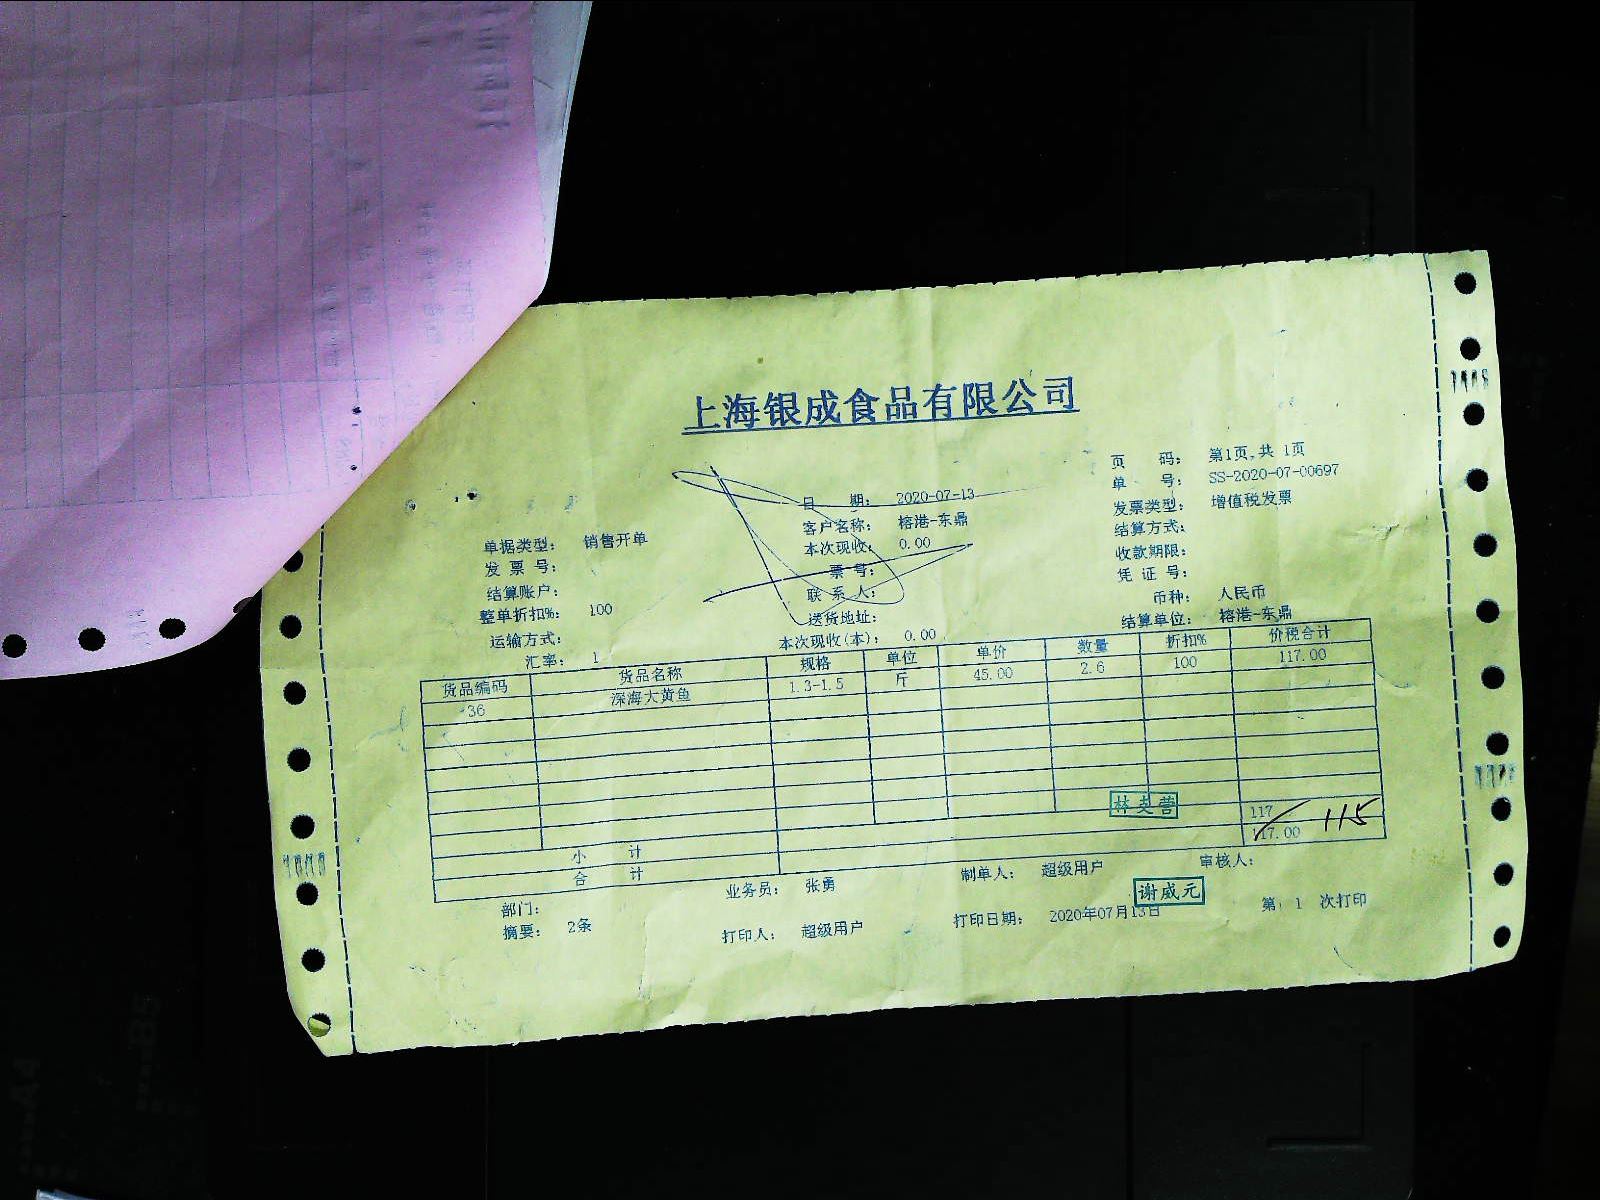 上海银成食品有限公司
页 码： 第1页,共 1页
单 号： SS-2020-07-00697
日 期： 2020-07-13
发票类型： 增值税发票
客户名称： 榕港-东鼎
结算方式：
单据类型： 销售开单
本次现收： 0.00
收款期限：
发 票 号：
票 号：
凭 证 号：
结算账户：
联 系 人：
币种： 人民币
整单折扣%： 100
送货地址：
结算单位： 榕港-东鼎
运输方式：
本次现收(本)： 0.00
汇率： 1
货品编码 货品名称 规格 单位 单价 数量 折扣% 价税合计
36 深海大黄鱼 1.3-1.5 斤 45.00 2.6 100 117.00
林 营
小 计 117
合 计 117.00 115
部门： 业务员： 张勇 制单人： 超级用户 审核人：
谢威元
摘要： 2条 打印人： 超级用户 打印日期： 2020年07月13日 第 1 次打印